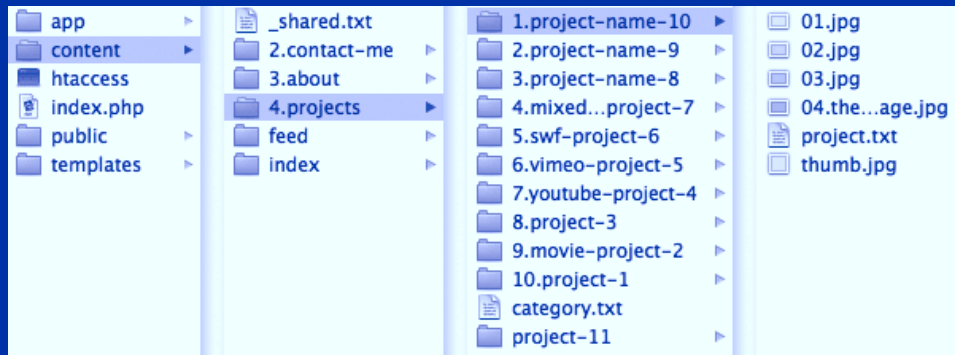 app
content
htaccess
index.php
public
templates
_shared.txt
2.contact-me
3.about
4.projects
feed
index
1.project-name-10
2.project-name-9
3.project-name-8
4.mixed...project-7
5.swf-project-6
6.vimeo-project-5
7.youtube-project-4
8.project-3
9.movie-project-2
10.project-1
category.txt
project-11
01.jpg
02.jpg
03.jpg
04.the...age.jpg
project.txt
thumb.jpg